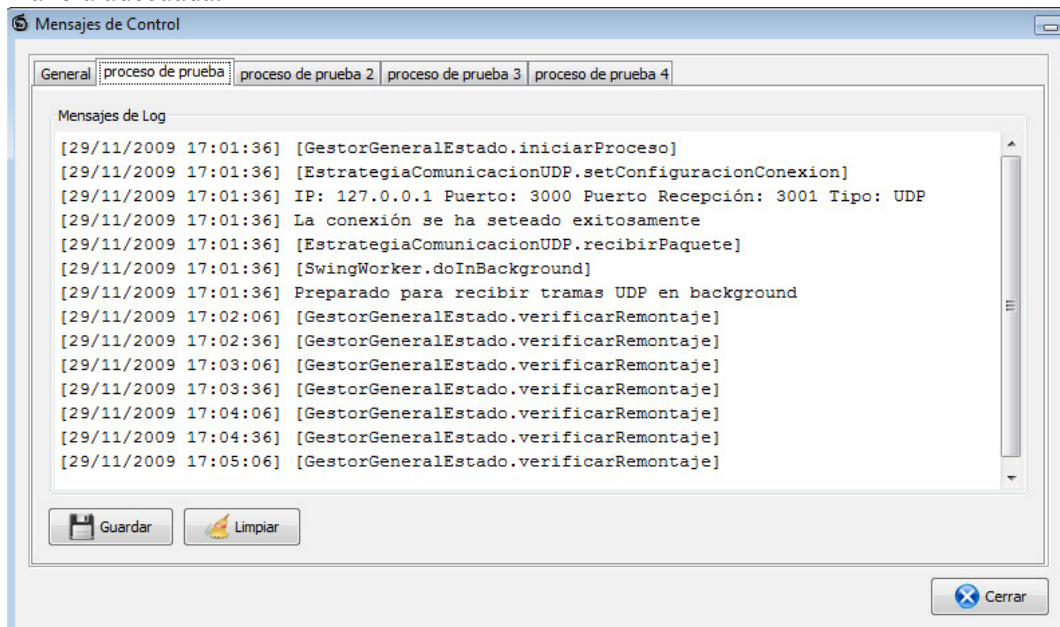 Mensajes de Control
General proceso de prueba proceso de prueba 2 proceso de prueba 3 proceso de prueba 4
Mensajes de Log
[29/11/2009 17:01:36] [GestorGeneralEstado.iniciarProceso]
[29/11/2009 17:01:36] [EstrategiaComunicacionUDP.setConfiguracionConexion]
[29/11/2009 17:01:36] IP: 127.0.0.1 Puerto: 3000 Puerto Recepción: 3001 Tipo: UDP
[29/11/2009 17:01:36] La conexión se ha seteado exitosamente
[29/11/2009 17:01:36] [EstrategiaComunicacionUDP.recibirPaquete]
[29/11/2009 17:01:36] [SwingWorker.doInBackground]
[29/11/2009 17:01:36] Preparado para recibir tramas UDP en background
[29/11/2009 17:02:06] [GestorGeneralEstado.verificarRemontaje]
[29/11/2009 17:02:36] [GestorGeneralEstado.verificarRemontaje]
[29/11/2009 17:03:06] [GestorGeneralEstado.verificarRemontaje]
[29/11/2009 17:03:36] [GestorGeneralEstado.verificarRemontaje]
[29/11/2009 17:04:06] [GestorGeneralEstado.verificarRemontaje]
[29/11/2009 17:04:36] [GestorGeneralEstado.verificarRemontaje]
[29/11/2009 17:05:06] [GestorGeneralEstado.verificarRemontaje]
Guardar Limpiar
Cerrar